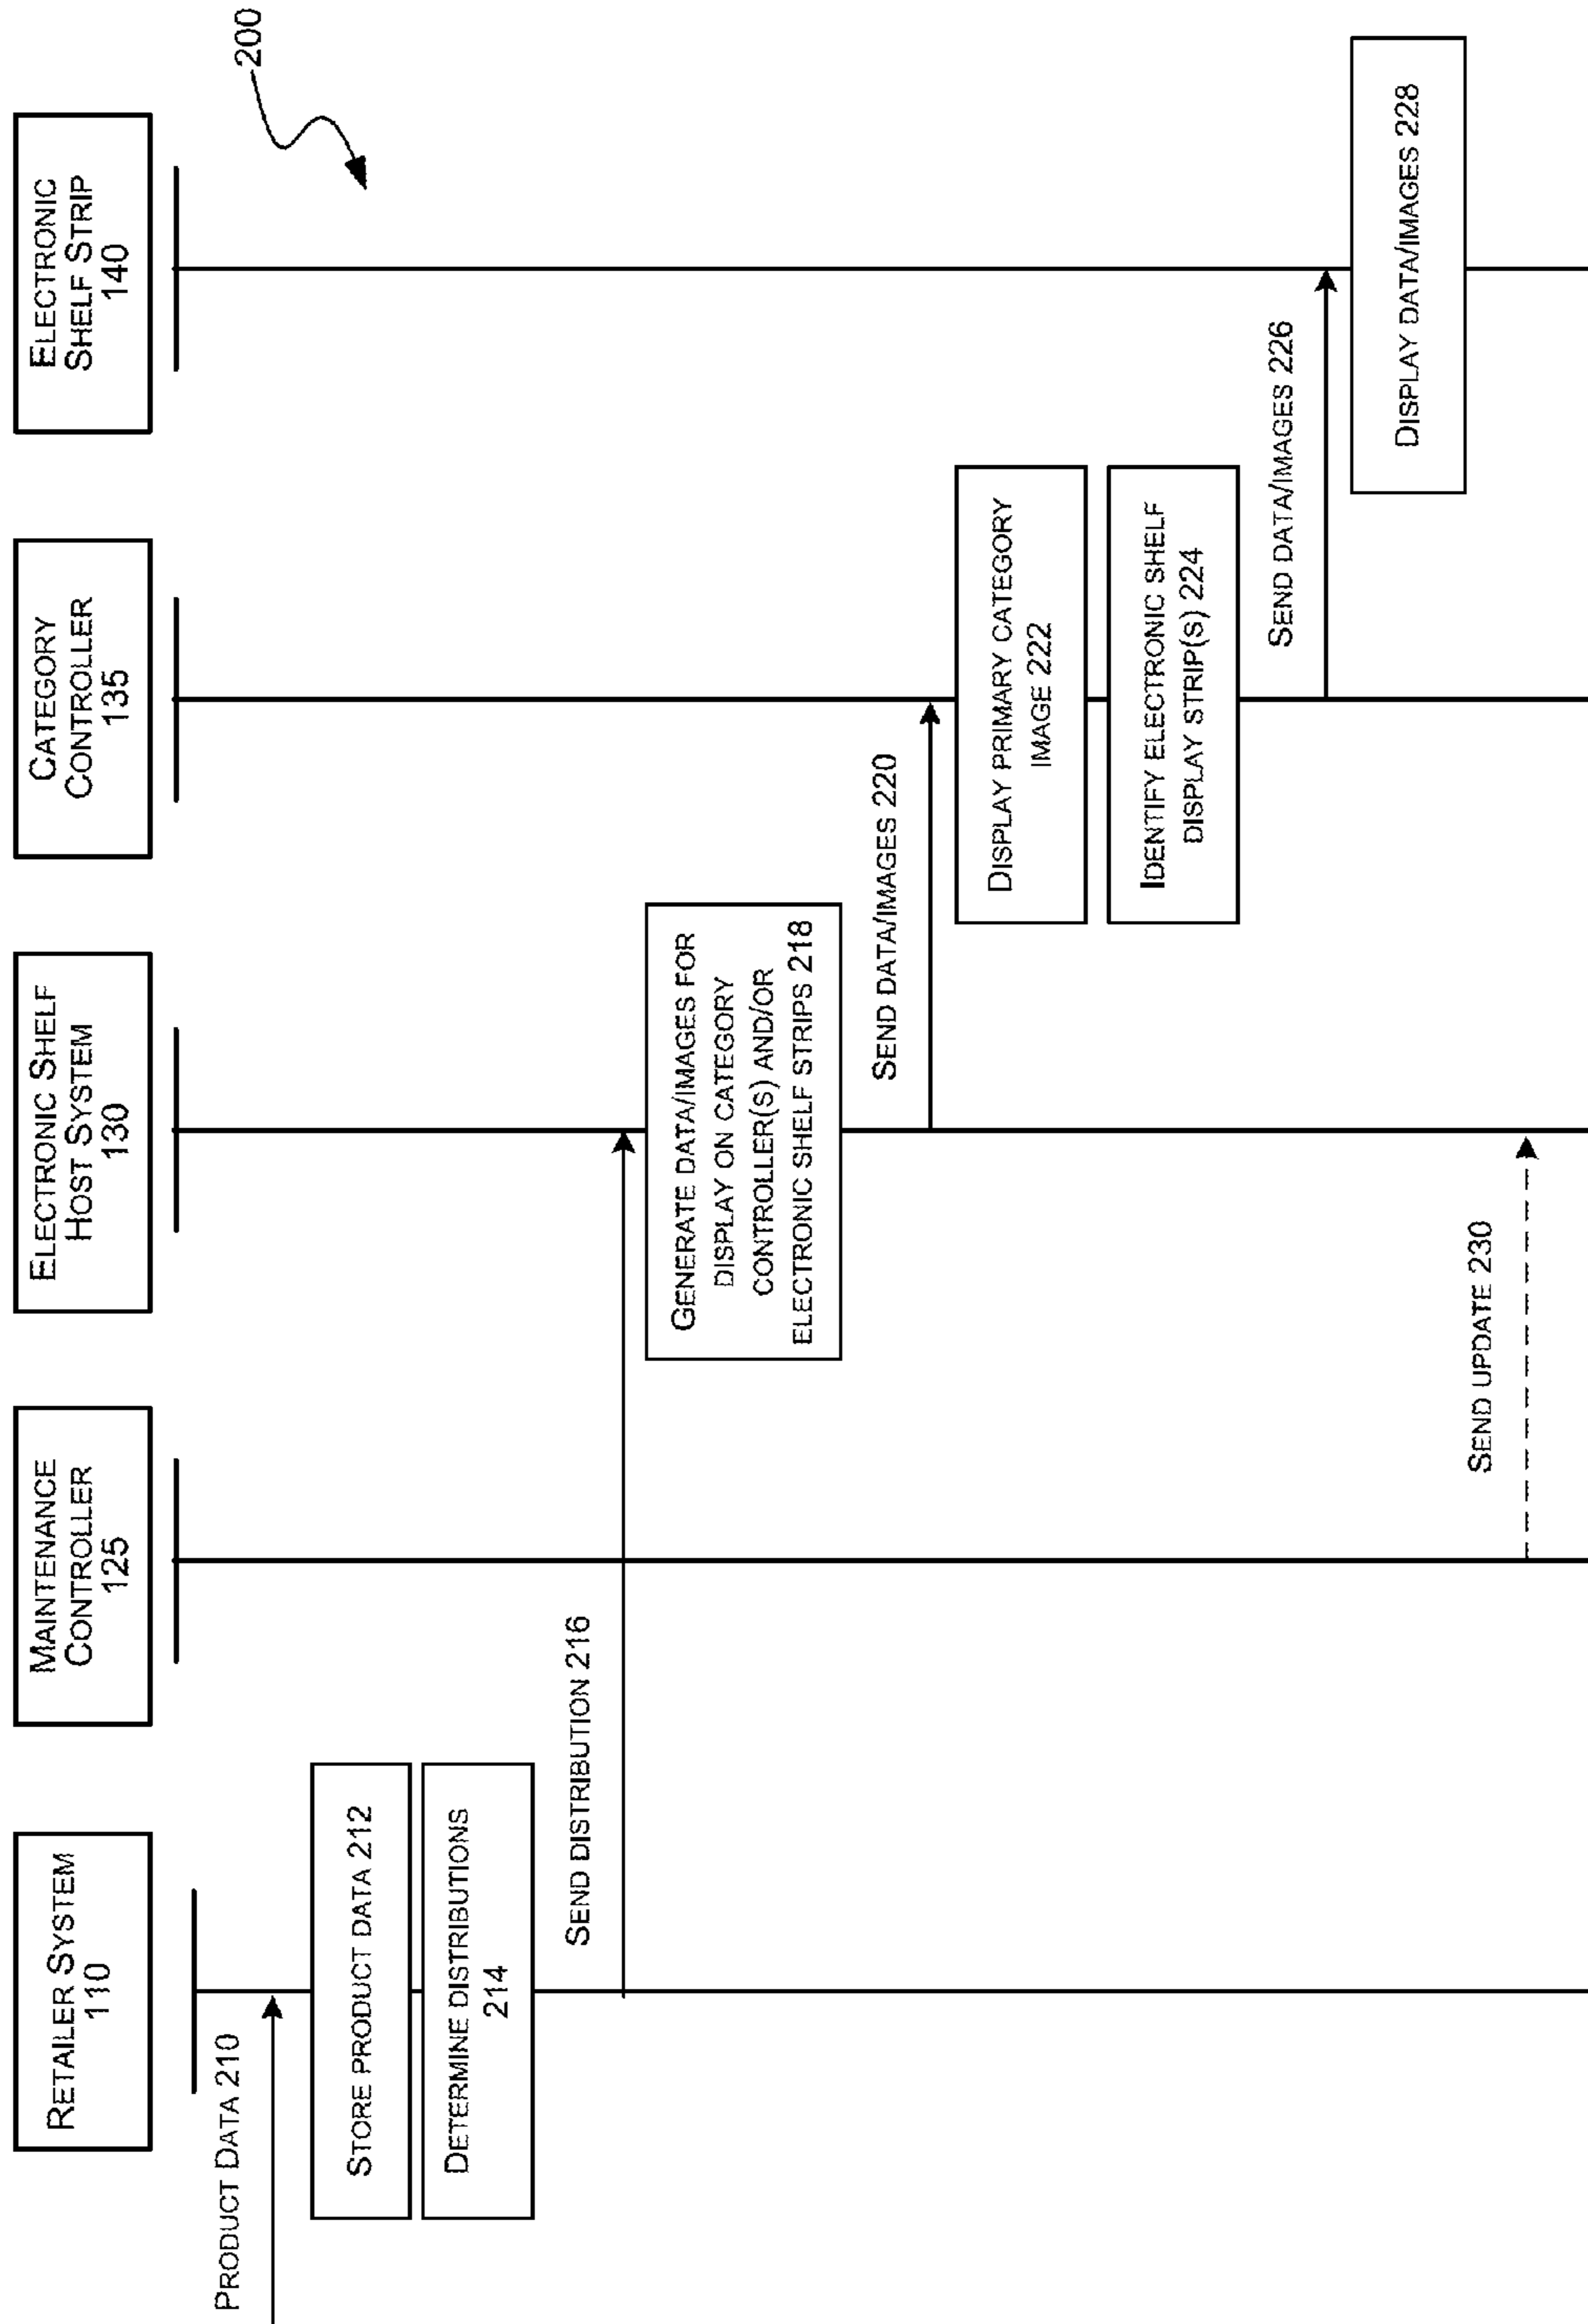 RETAILER SYSTEM
110
MAINTENANCE
CONTROLLER
125
ELECTRONIC SHELF
HOST SYSTEM
130
CATEGORY
CONTROLLER
135
ELECTRONIC
SHELF STRIP
140
200
PRODUCT DATA 210
STORE PRODUCT DATA 212
DETERMINE DISTRIBUTIONS
214
SEND DISTRIBUTION 216
GENERATE DATA/IMAGES FOR
DISPLAY ON CATEGORY
CONTROLLER(S) AND/OR
ELECTRONIC SHELF STRIPS 218
SEND DATA/IMAGES 220
DISPLAY PRIMARY CATEGORY
IMAGE 222
IDENTIFY ELECTRONIC SHELF
DISPLAY STRIP(S) 224
SEND DATA/IMAGES 226
DISPLAY DATA/IMAGES 228
SEND UPDATE 230